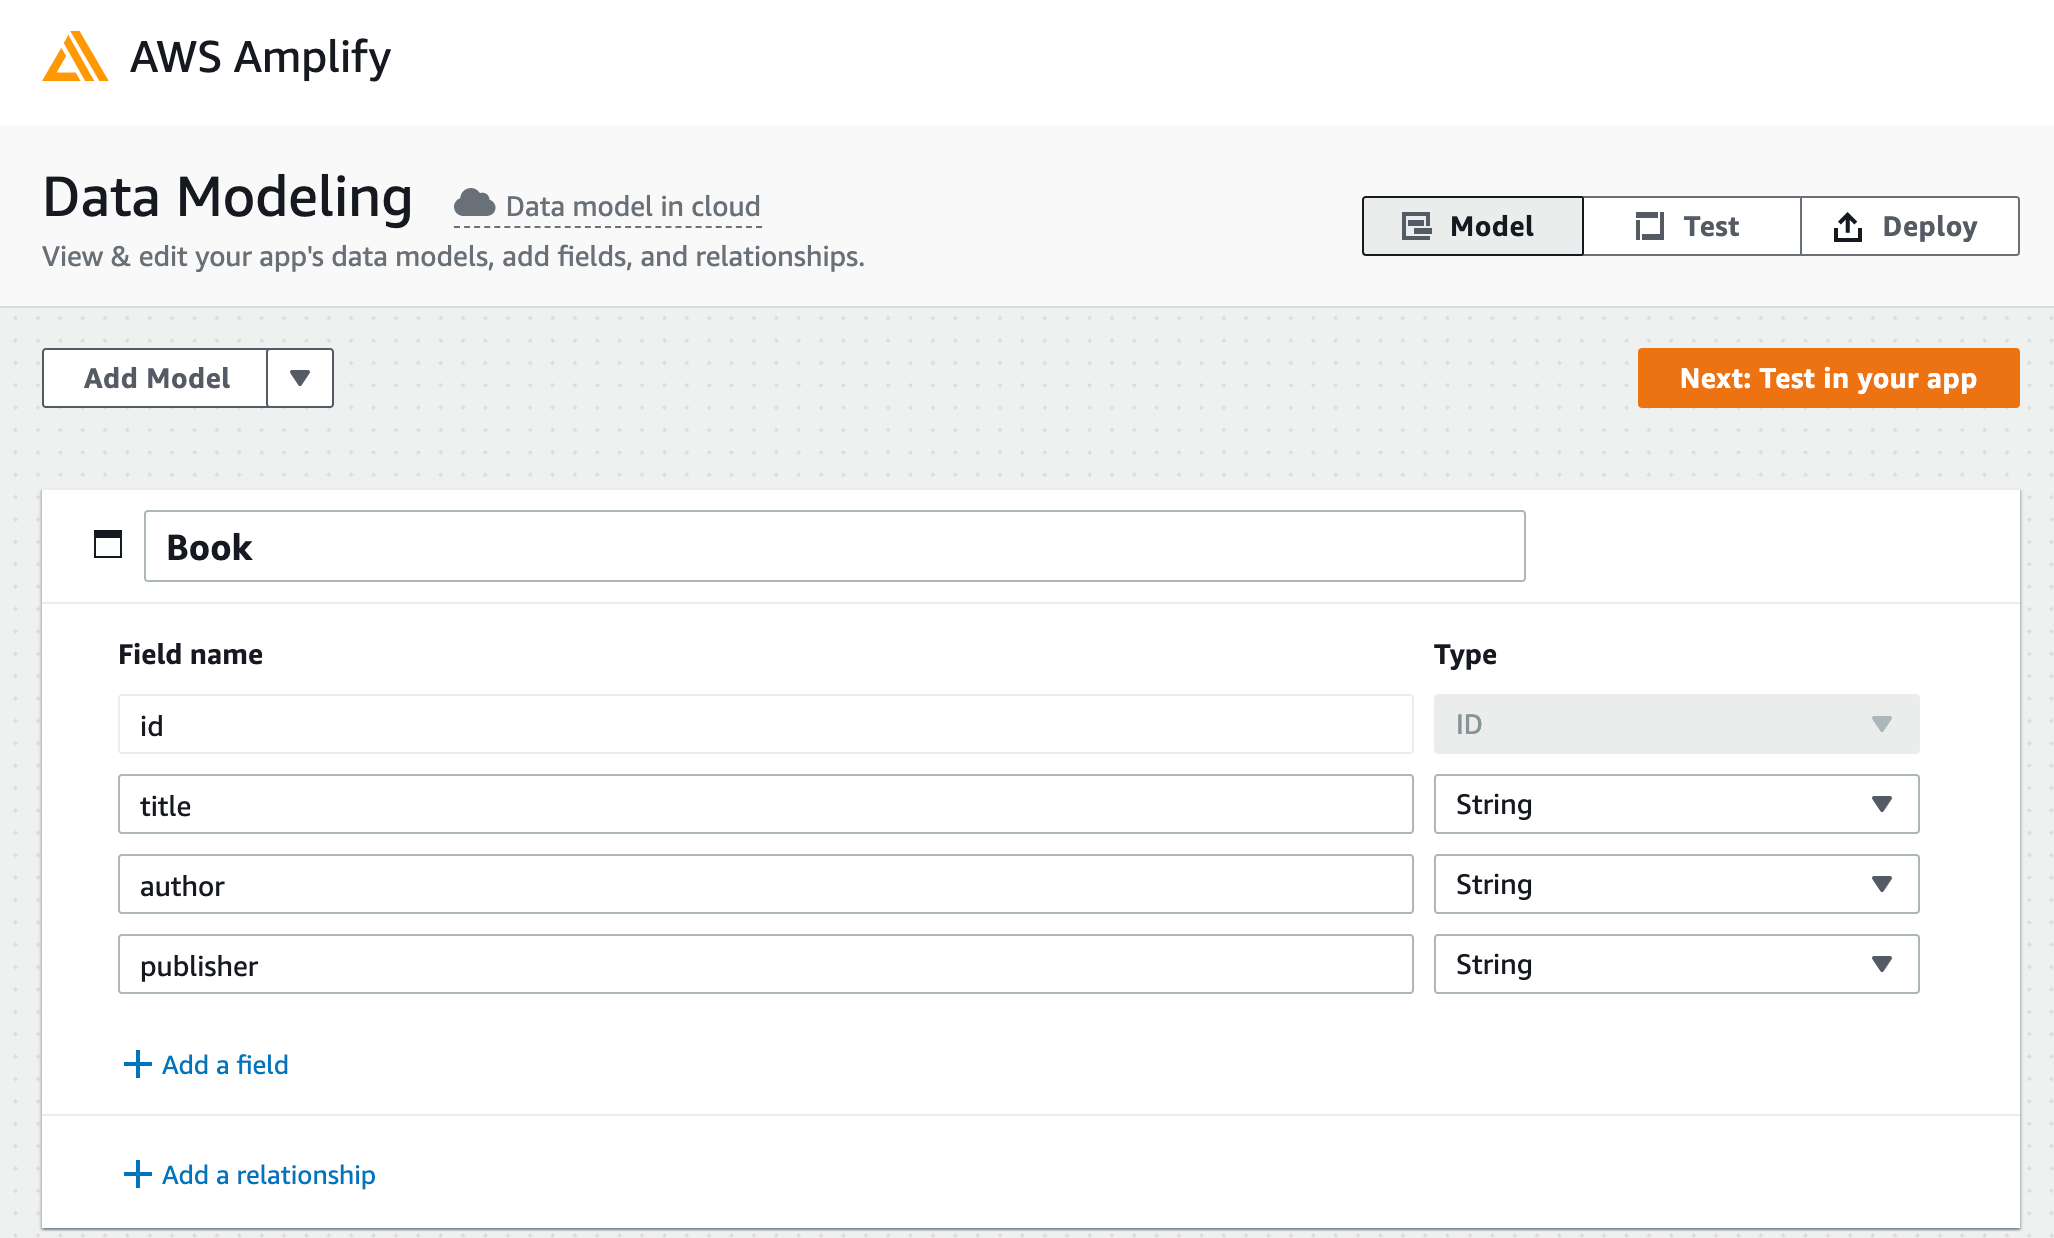 AWS Amplify
Data Modeling
Data model in cloud
View & edit your app's data models, add fields, and relationships.
Model
Test
Deploy
Add Model
Next: Test in your app
Book
Field name
Type
id
ID
title
String
author
String
publisher
String
Add a field
Add a relationship